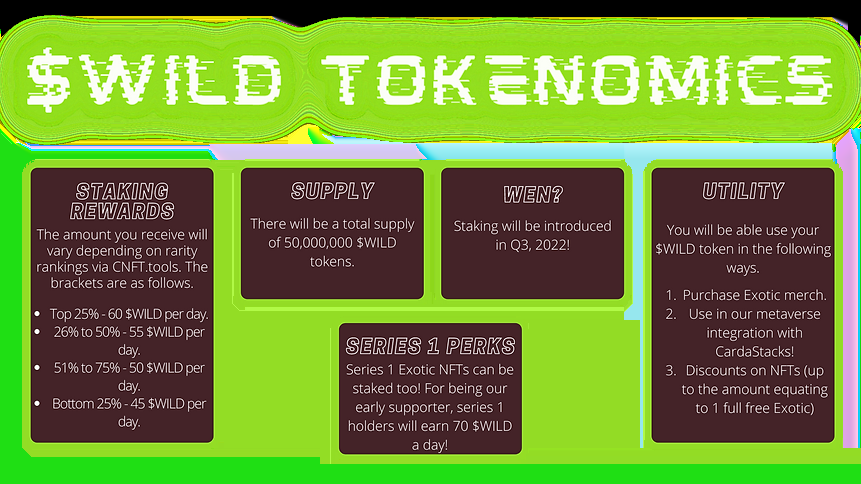 $WILD TOKENOMICS
STAKING
REWARDS
The amount you receive will
vary depending on rarity
rankings via CNFT.tools. The
brackets are as follows.
• Top 25% - 60 $WILD per day.
• 26% to 50% - 55 $WILD per
day.
• 51% to 75% - 50 $WILD per
day.
• Bottom 25% - 45 $WILD per
day.
SUPPLY
There will be a total supply
of 50,000,000 $WILD
tokens.
WEN?
Staking will be introduced
in Q3, 2022!
SERIES 1 PERKS
Series 1 Exotic NFTs can be
staked too! For being our
early supporter, series 1
holders will earn 70 $WILD
a day!
UTILITY
You will be able use your
$WILD token in the following
ways.
1. Purchase Exotic merch.
2. Use in our metaverse
integration with
CardaStacks!
3. Discounts on NFTs (up
to the amount equating
to 1 full free Exotic)